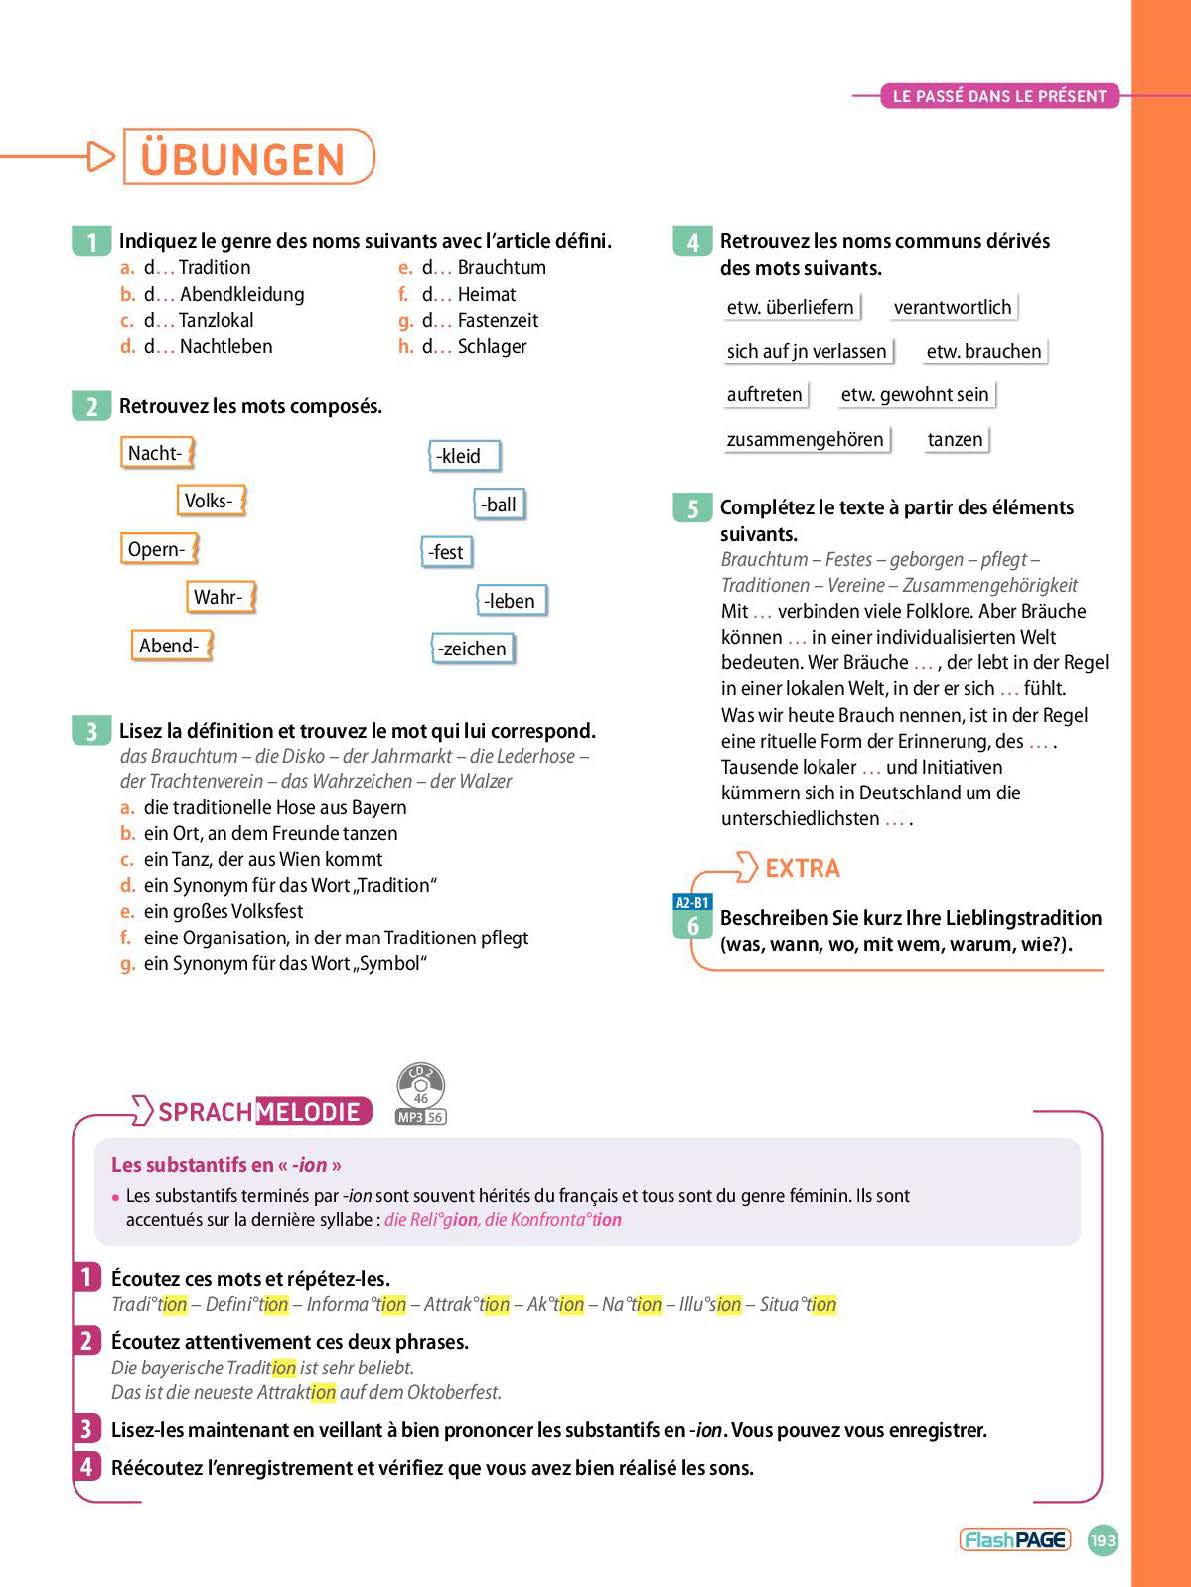 LE PASSÉ DANS LE PRÉSENT
ÜBUNGEN
1 Indiquez le genre des noms suivants avec l'article défini.
a. d… Tradition
b. d… Abendkleidung
c. d… Tanzlokal
d. d… Nachtleben
e. d… Brauchtum
f. d… Heimat
g. d… Fastenzeit
h. d… Schlager
2 Retrouvez les mots composés.
Nacht-
Volks-
Opern-
Wahr-
Abend-
-kleid
-ball
-fest
-leben
-zeichen
3 Lisez la définition et trouvez le mot qui lui correspond.
das Brauchtum – die Disko – der Jahrmarkt – die Lederhose –
der Trachtenverein – das Wahrzeichen – der Walzer
a. die traditionelle Hose aus Bayern
b. ein Ort, an dem Freunde tanzen
c. ein Tanz, der aus Wien kommt
d. ein Synonym für das Wort „Tradition“
e. ein großes Volksfest
f. eine Organisation, in der man Traditionen pflegt
g. ein Synonym für das Wort „Symbol“
4 Retrouvez les noms communs dérivés
des mots suivants.
etw. überliefern verantwortlich
sich auf jn verlassen etw. brauchen
auftreten etw. gewohnt sein
zusammengehören tanzen
5 Complétez le texte à partir des éléments
suivants.
Brauchtum – Festes – geborgen – pflegt –
Traditionen – Vereine – Zusammengehörigkeit
Mit … verbinden viele Folklore. Aber Bräuche
können … in einer individualisierten Welt
bedeuten. Wer Bräuche … , der lebt in der Regel
in einer lokalen Welt, in der er sich … fühlt.
Was wir heute Brauch nennen, ist in der Regel
eine rituelle Form der Erinnerung, des … .
Tausende lokaler … und Initiativen
kümmern sich in Deutschland um die
unterschiedlichsten … .
EXTRA
A2-B1
6 Beschreiben Sie kurz Ihre Lieblingstradition
(was, wann, wo, mit wem, warum, wie?).
SPRACHMELODIE
CD 2
46
MP3 56
Les substantifs en « -ion »
• Les substantifs terminés par -ion sont souvent hérités du français et tous sont du genre féminin. Ils sont
accentués sur la dernière syllabe : die Reli°gion, die Konfronta°tion
1 Écoutez ces mots et répétez-les.
Tradi°tion – Defini°tion – Informa°tion – Attrak°tion – Ak°tion – Na°tion – Illu°sion – Situa°tion
2 Écoutez attentivement ces deux phrases.
Die bayerische Tradition ist sehr beliebt.
Das ist die neueste Attraktion auf dem Oktoberfest.
3 Lisez-les maintenant en veillant à bien prononcer les substantifs en -ion. Vous pouvez vous enregistrer.
4 Réécoutez l'enregistrement et vérifiez que vous avez bien réalisé les sons.
FlashPAGE 193